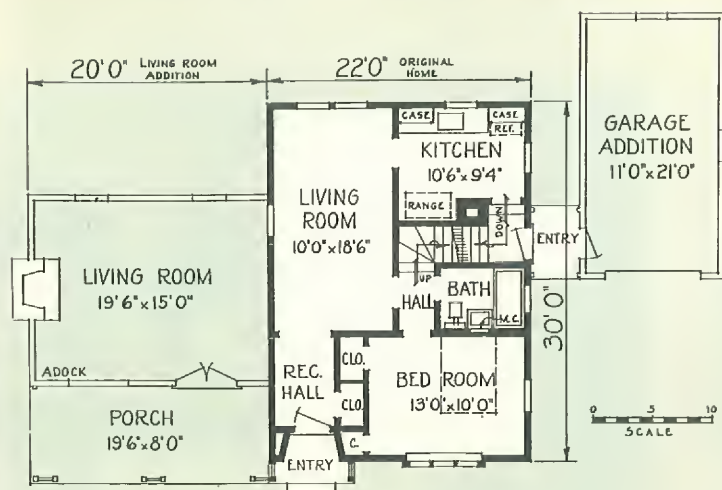 20'0" LIVING ROOM ADDITION
22'0" ORIGINAL HOME
GARAGE
ADDITION
11'0"x21'0"
CASE
CASE
REF.
KITCHEN
10'6"x9'4"
RANGE
LIVING
ROOM
10'0"x18'6"
DOWN
ENTRY
LIVING ROOM
19'6"x15'0"
UP
HALL
BATH
M.C.
30'0"
ADOCK
REC.
HALL
CLO.
CLO.
BED ROOM
13'0"x10'0"
PORCH
19'6"x8'0"
C.
ENTRY
0 5 10
SCALE